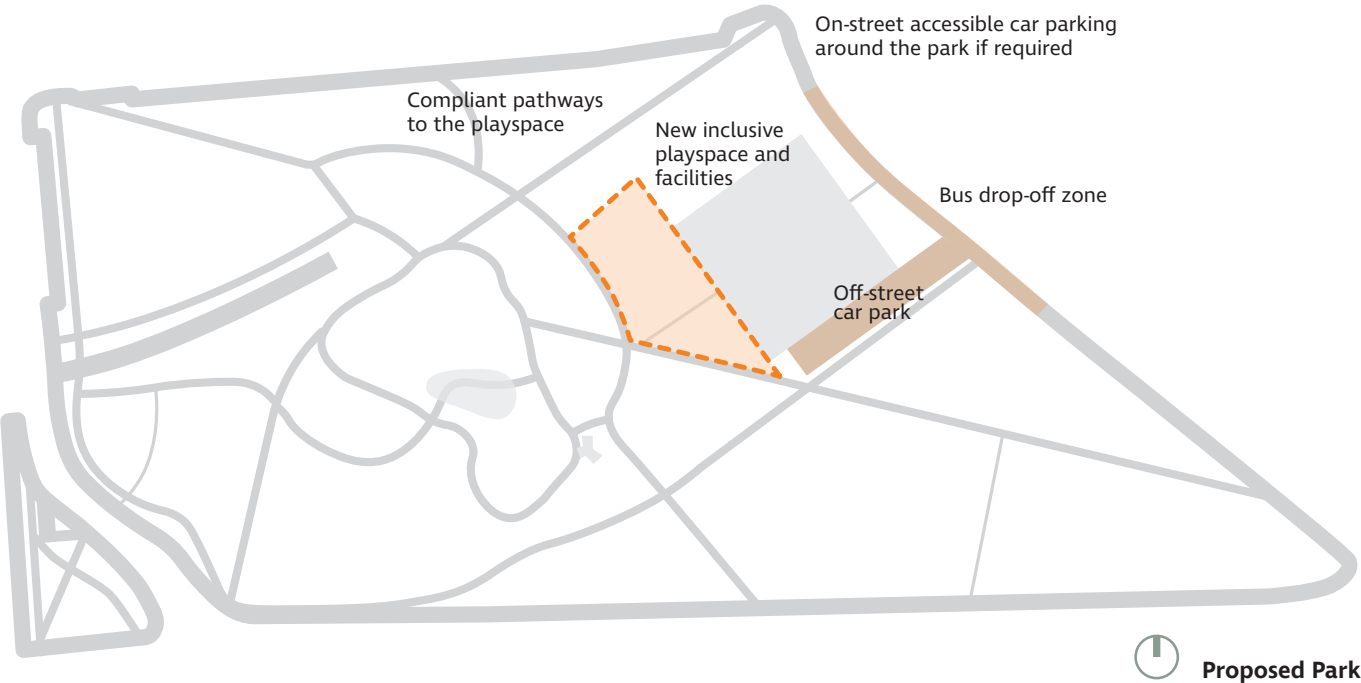 On-street accessible car parking
around the park if required
Compliant pathways
to the playspace
New inclusive
playspace and
facilities
Bus drop-off zone
Off-street
car park
Proposed Park